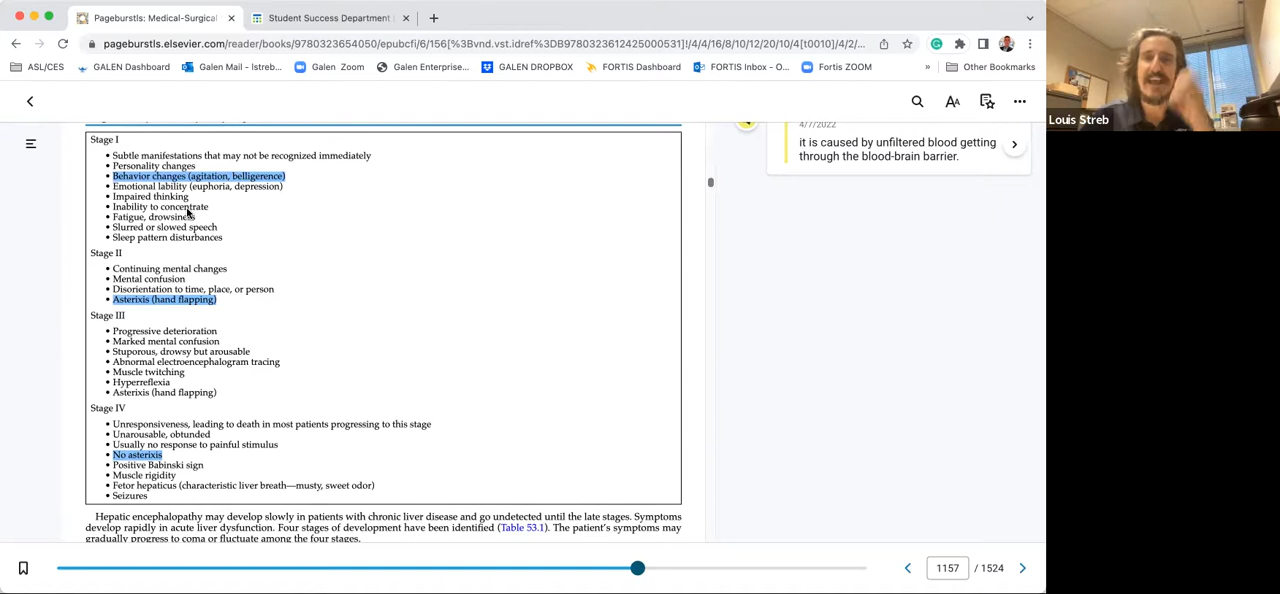 Pageburstls: Medical-Surgical
Student Success Department
pageburstls.elsevier.com/reader/books/9780323654050/epubcfi/6/156[%3Bvnd.vst.idref%3DB9780323612425000531]!/4/4/16/8/10/12/20/10/4[t0010]/4/2/...
ASL/CES
GALEN Dashboard
Galen Mail - lstreb...
Galen Zoom
Galen Enterprise...
GALEN DROPBOX
FORTIS Dashboard
FORTIS Inbox - O...
Fortis ZOOM
»
Other Bookmarks
Louis Streb
AA
4/7/2022
it is caused by unfiltered blood getting
through the blood-brain barrier.
Stage I
• Subtle manifestations that may not be recognized immediately
• Personality changes
• Behavior changes (agitation, belligerence)
• Emotional lability (euphoria, depression)
• Impaired thinking
• Inability to concentrate
• Fatigue, drowsiness
• Slurred or slowed speech
• Sleep pattern disturbances
Stage II
• Continuing mental changes
• Mental confusion
• Disorientation to time, place, or person
• Asterixis (hand flapping)
Stage III
• Progressive deterioration
• Marked mental confusion
• Stuporous, drowsy but arousable
• Abnormal electroencephalogram tracing
• Muscle twitching
• Hyperreflexia
• Asterixis (hand flapping)
Stage IV
• Unresponsiveness, leading to death in most patients progressing to this stage
• Unarousable, obtunded
• Usually no response to painful stimulus
• No asterixis
• Positive Babinski sign
• Muscle rigidity
• Fetor hepaticus (characteristic liver breath—musty, sweet odor)
• Seizures
Hepatic encephalopathy may develop slowly in patients with chronic liver disease and go undetected until the late stages. Symptoms
develop rapidly in acute liver dysfunction. Four stages of development have been identified (Table 53.1). The patient's symptoms may
gradually progress to coma or fluctuate among the four stages.
1157 / 1524